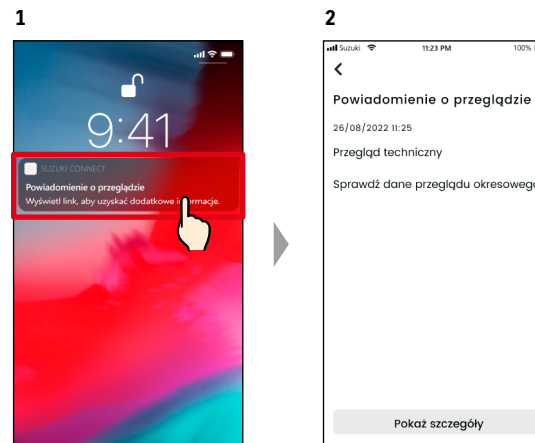 1
9:41
SUZUKI CONNECT
Powiadomienie o przeglądzie
Wyświetl link, aby uzyskać dodatkowe informacje.
2
Suzuki 11:23 PM 100%
Powiadomienie o przeglądzie
26/08/2022 11:25
Przegląd techniczny
Sprawdź dane przeglądu okresowego
Pokaż szczegóły